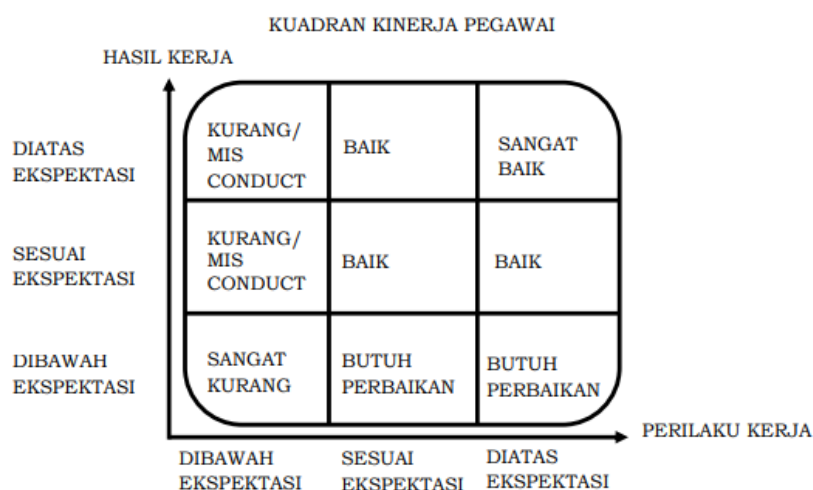 KUADRAN KINERJA PEGAWAI
HASIL KERJA
DIATAS
EKSPEKTASI
KURANG/
MIS
CONDUCT
BAIK
SANGAT
BAIK
SESUAI
EKSPEKTASI
KURANG/
MIS
CONDUCT
BAIK
BAIK
DIBAWAH
EKSPEKTASI
SANGAT
KURANG
BUTUH
PERBAIKAN
BUTUH
PERBAIKAN
PERILAKU KERJA
DIBAWAH
EKSPEKTASI
SESUAI
EKSPEKTASI
DIATAS
EKSPEKTASI